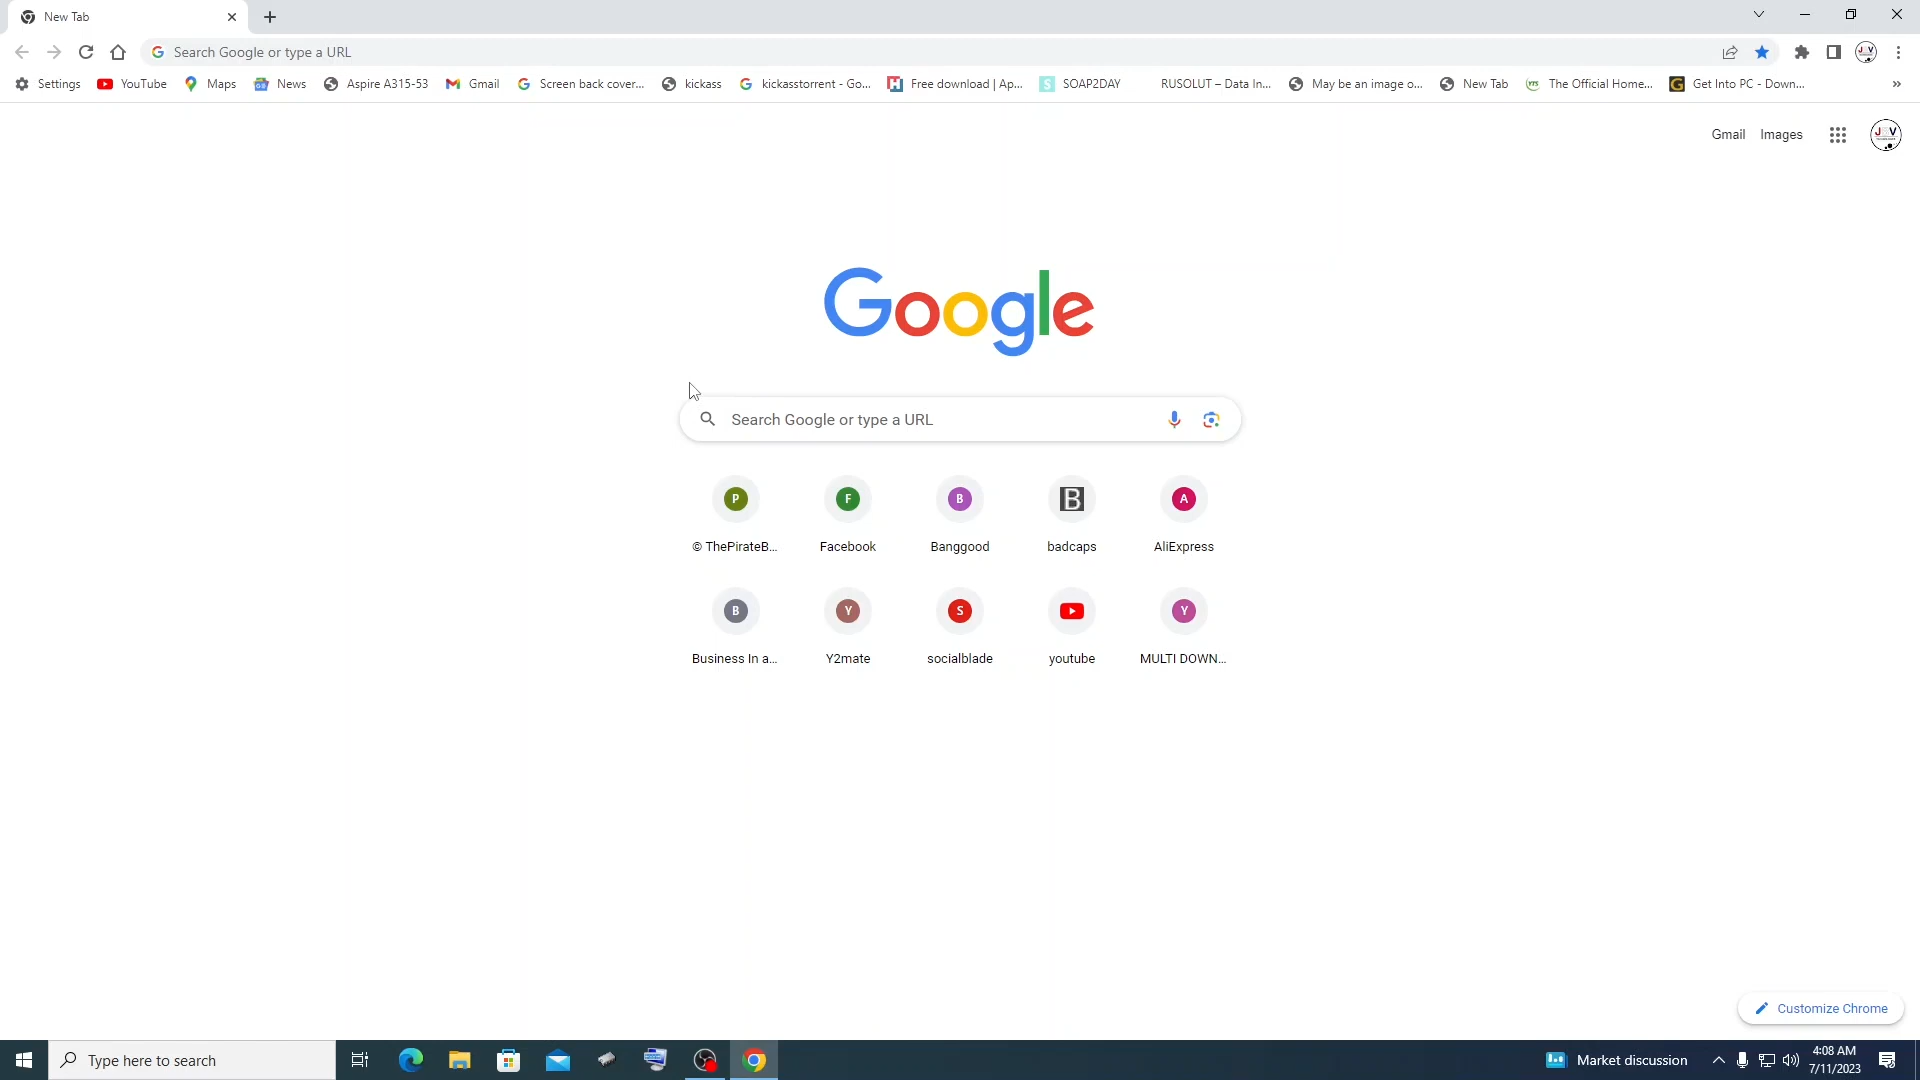 New Tab
Search Google or type a URL
Settings YouTube Maps News Aspire A315-53 Gmail Screen back cover... kickass kickasstorrent - Go... Free download | Ap... SOAP2DAY RUSOLUT – Data In... May be an image o... New Tab The Official Home... Get Into PC - Down... »
Gmail Images
Google
Search Google or type a URL
P F B B A
© ThePirateB... Facebook Banggood badcaps AliExpress
B Y S Y
Business In a... Y2mate socialblade youtube MULTI DOWN...
Customize Chrome
Type here to search
Market discussion
4:08 AM
7/11/2023